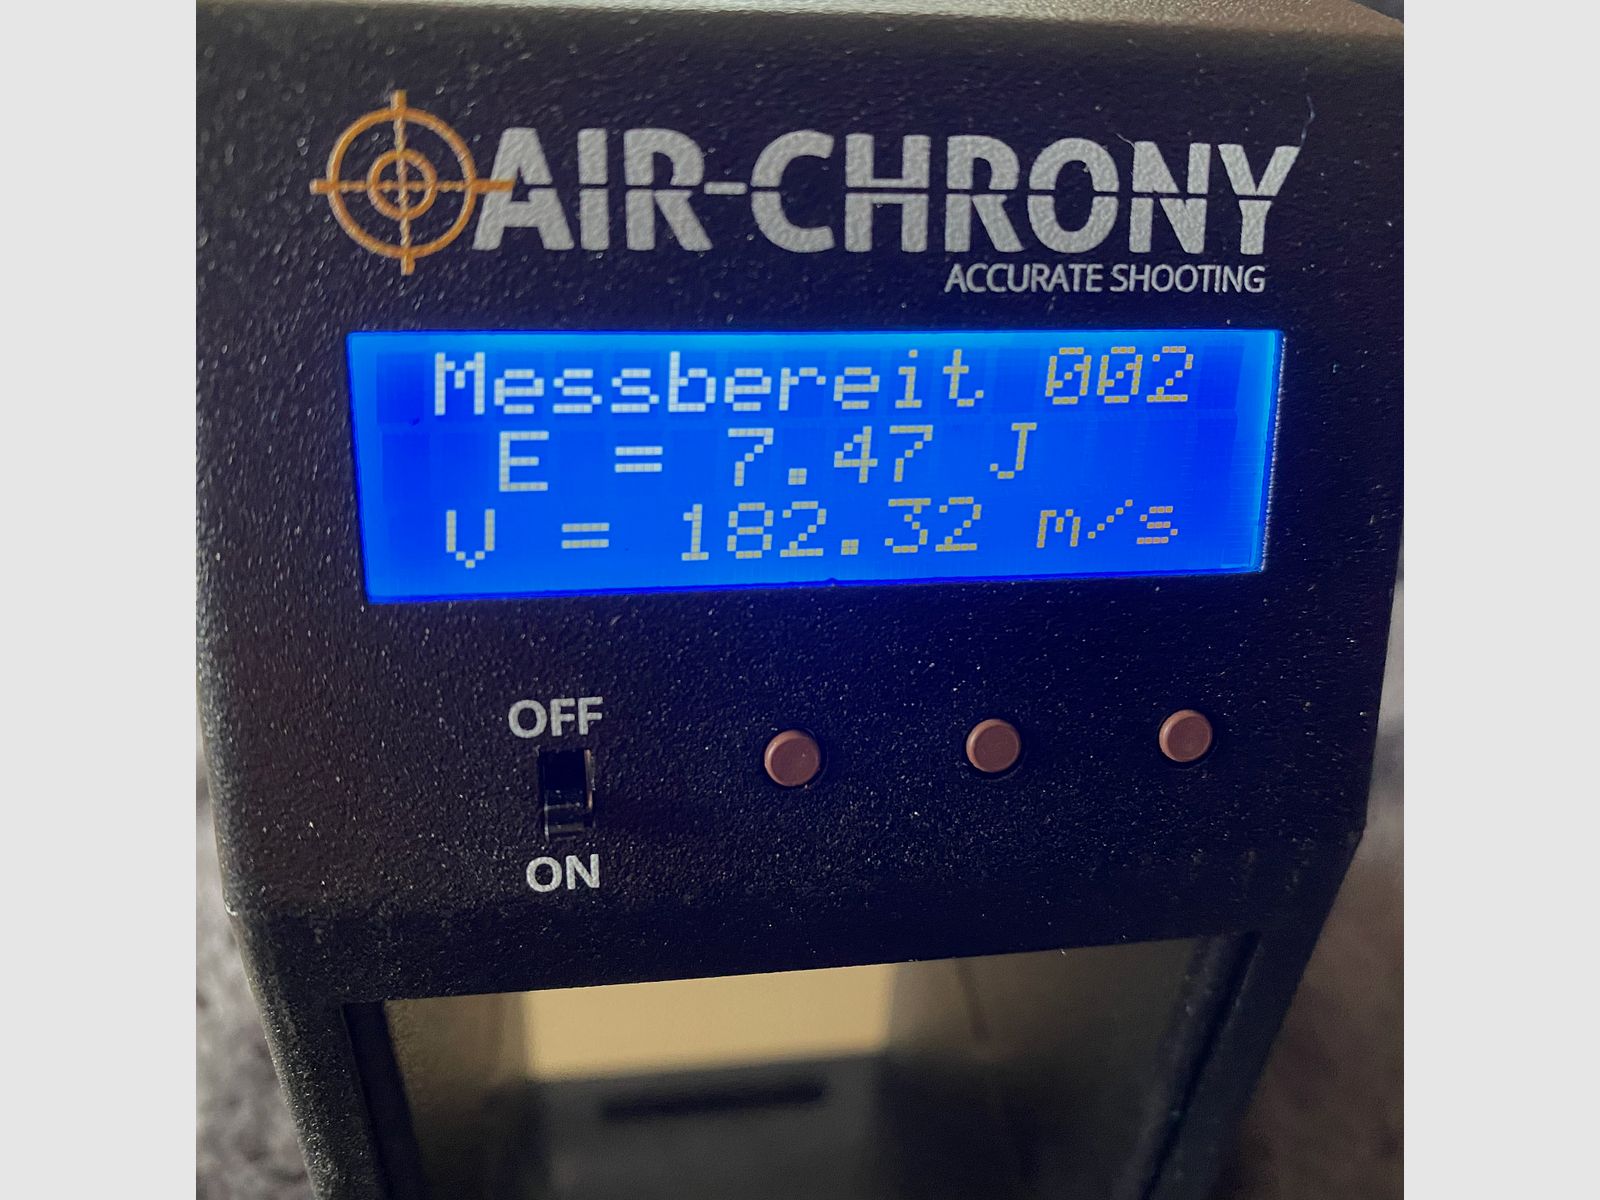 AIR-CHRONY
ACCURATE SHOOTING
Messbereit 002
E = 7.47 J
V = 182.32 m/s
OFF
ON